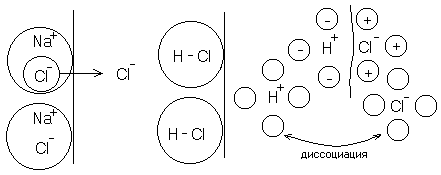 Na⁺
Cl⁻
Cl⁻
Na⁺
Cl⁻
H - Cl
H - Cl
- +
- H⁺ Cl⁻ +
- +
H⁺
Cl⁻
диссоциация